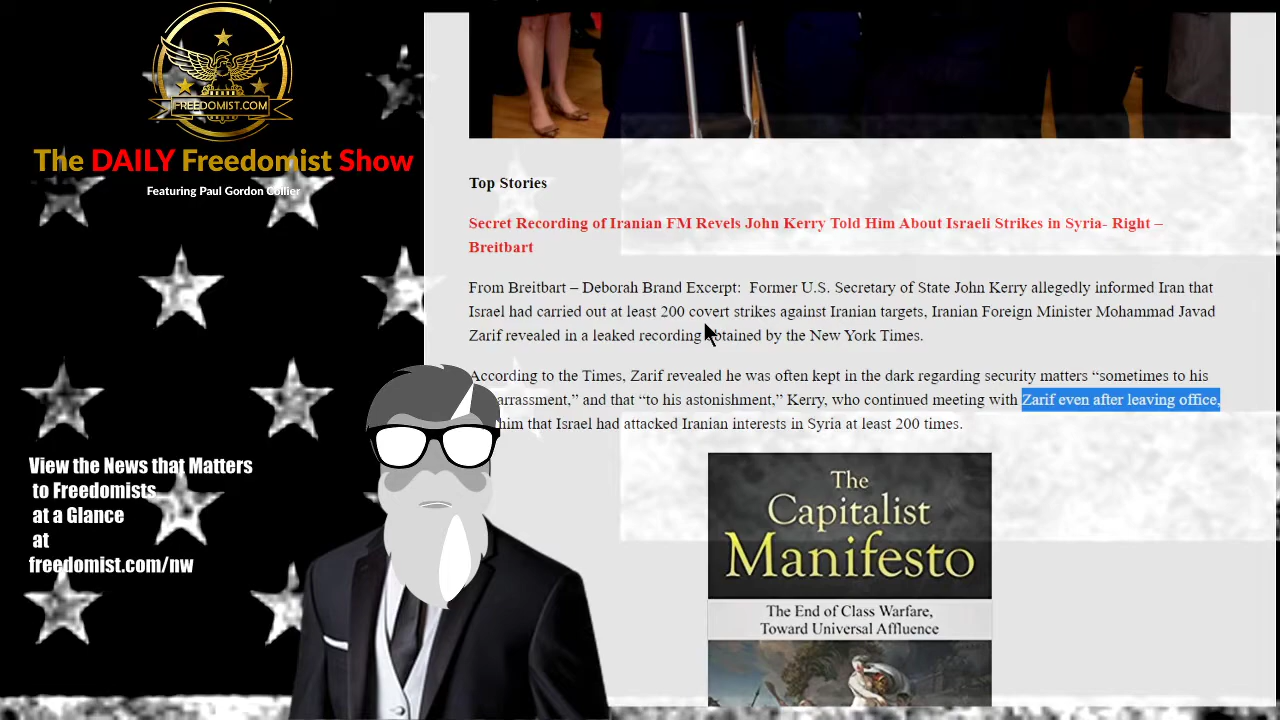 FREEDOMIST.COM
The DAILY Freedomist Show
Featuring Paul Gordon Collier
View the News that Matters
to Freedomists
at a Glance
at
freedomist.com/nw
Top Stories
Secret Recording of Iranian FM Revels John Kerry Told Him About Israeli Strikes in Syria- Right –
Breitbart
From Breitbart – Deborah Brand Excerpt:  Former U.S. Secretary of State John Kerry allegedly informed Iran that
Israel had carried out at least 200 covert strikes against Iranian targets, Iranian Foreign Minister Mohammad Javad
Zarif revealed in a leaked recording obtained by the New York Times.
According to the Times, Zarif revealed he was often kept in the dark regarding security matters “sometimes to his
arrassment,” and that “to his astonishment,” Kerry, who continued meeting with Zarif even after leaving office,
him that Israel had attacked Iranian interests in Syria at least 200 times.
The
Capitalist
Manifesto
The End of Class Warfare,
Toward Universal Affluence